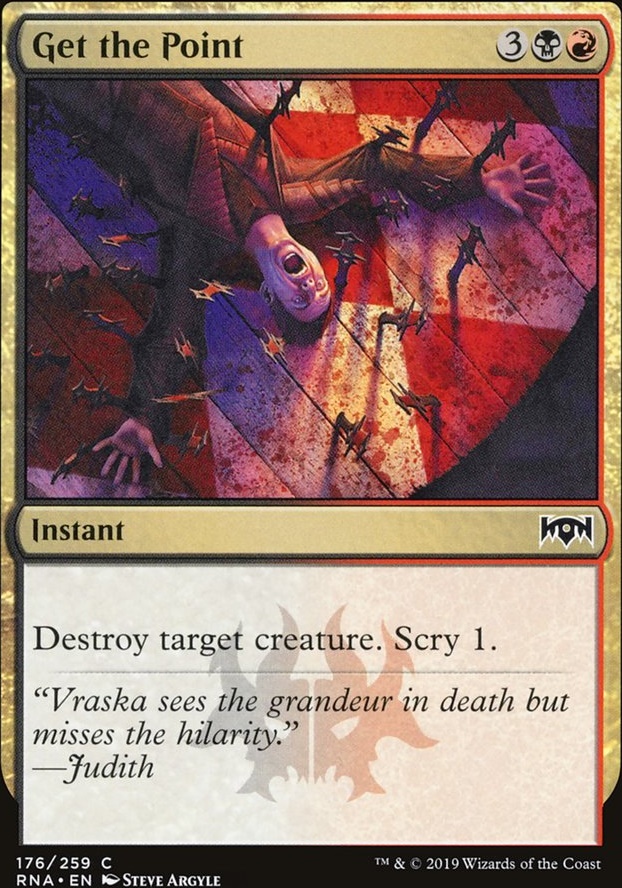 Get the Point 3
Instant
Destroy target creature. Scry 1.
“Vraska sees the grandeur in death but
misses the hilarity.”
—Judith
176/259 C
RNA • EN Steve Argyle
™ & © 2019 Wizards of the Coast